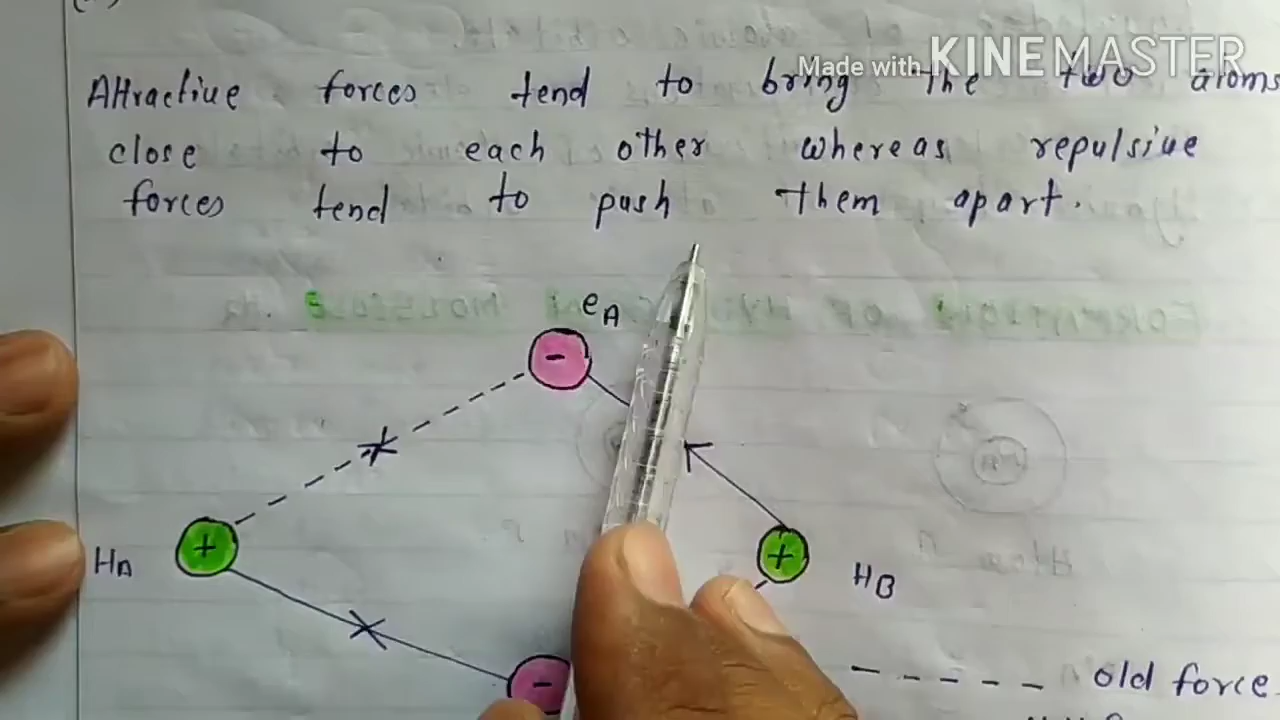 Made with KINEMASTER
Attractive forces tend to bring the two atoms
close to each other whereas repulsive
forces tend to push them apart.
eA
-
+
+
HA
HB
-
----- old force